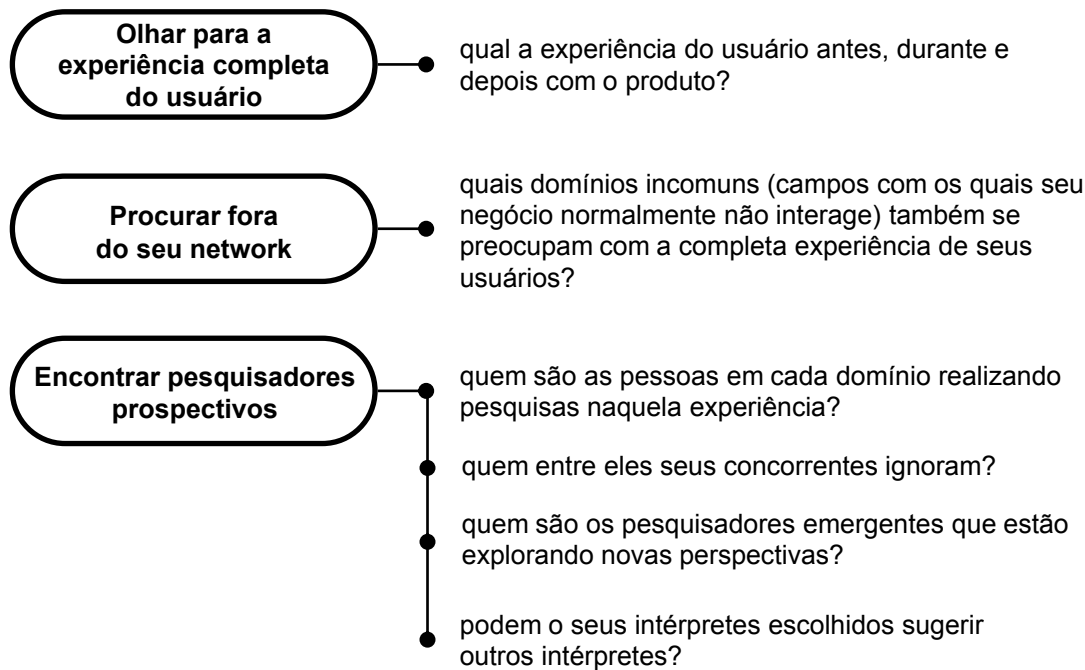 Olhar para a
experiência completa
do usuário
qual a experiência do usuário antes, durante e
depois com o produto?
Procurar fora
do seu network
quais domínios incomuns (campos com os quais seu
negócio normalmente não interage) também se
preocupam com a completa experiência de seus
usuários?
Encontrar pesquisadores
prospectivos
quem são as pessoas em cada domínio realizando
pesquisas naquela experiência?
quem entre eles seus concorrentes ignoram?
quem são os pesquisadores emergentes que estão
explorando novas perspectivas?
podem o seus intérpretes escolhidos sugerir
outros intérpretes?